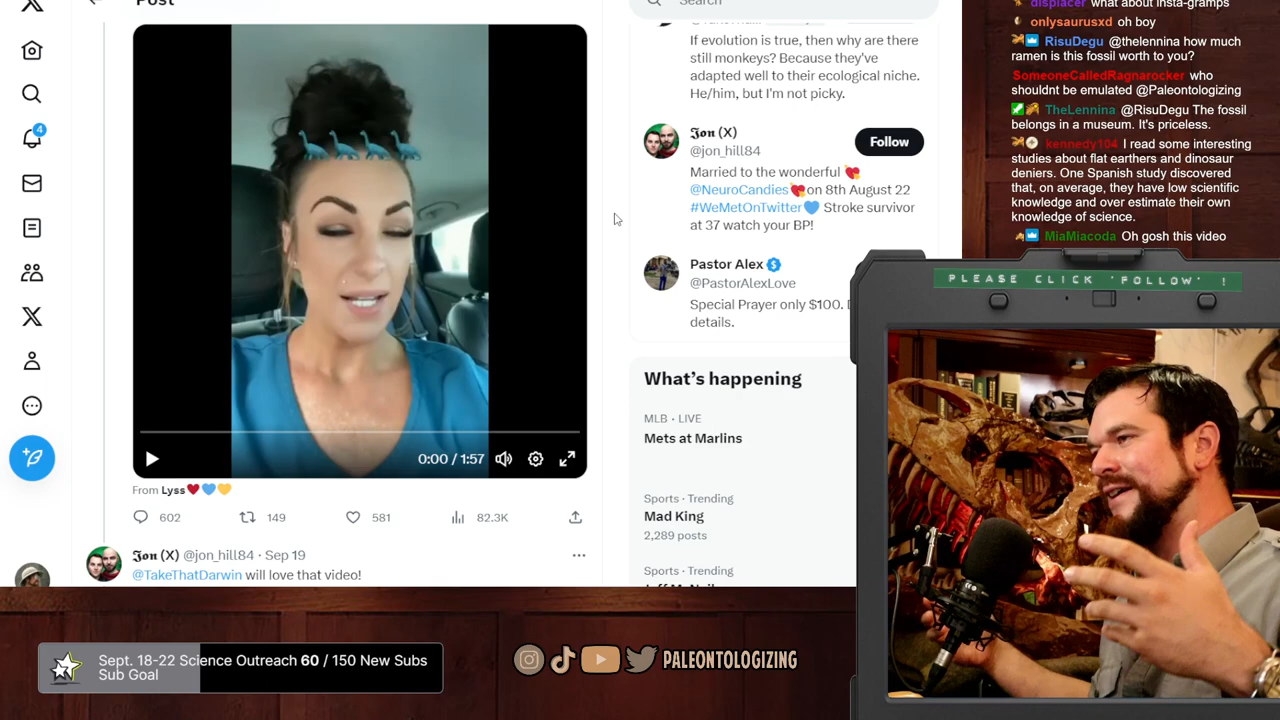 Post
4
0:00 / 1:57
From Lyss❤️💙💛
602
149
581
82.3K
𝕵𝖔𝖓 (X) @jon_hill84 · Sep 19
@TakeThatDarwin will love that video!
Search
If evolution is true, then why are there
still monkeys? Because they've
adapted well to their ecological niche.
He/him, but I'm not picky.
𝕵𝖔𝖓 (X)
@jon_hill84
Follow
Married to the wonderful 💘
@NeuroCandies💘on 8th August 22
#WeMetOnTwitter💙 Stroke survivor
at 37 watch your BP!
Pastor Alex
@PastorAlexLove
Special Prayer only $100.
details.
What's happening
MLB · LIVE
Mets at Marlins
Sports · Trending
Mad King
2,289 posts
Sports · Trending
displacer what about insta-gramps
onlysaurusxd oh boy
RisuDegu @thelennina how much
ramen is this fossil worth to you?
SomeoneCalledRagnarocker who
shouldnt be emulated @Paleontologizing
TheLennina @RisuDegu The fossil
belongs in a museum. It's priceless.
kennedy104 I read some interesting
studies about flat earthers and dinosaur
deniers. One Spanish study discovered
that, on average, they have low scientific
knowledge and over estimate their own
knowledge of science.
MiaMiacoda Oh gosh this video
PLEASE CLICK 'FOLLOW' !
Sept. 18-22 Science Outreach 60 / 150 New Subs
Sub Goal
PALEONTOLOGIZING